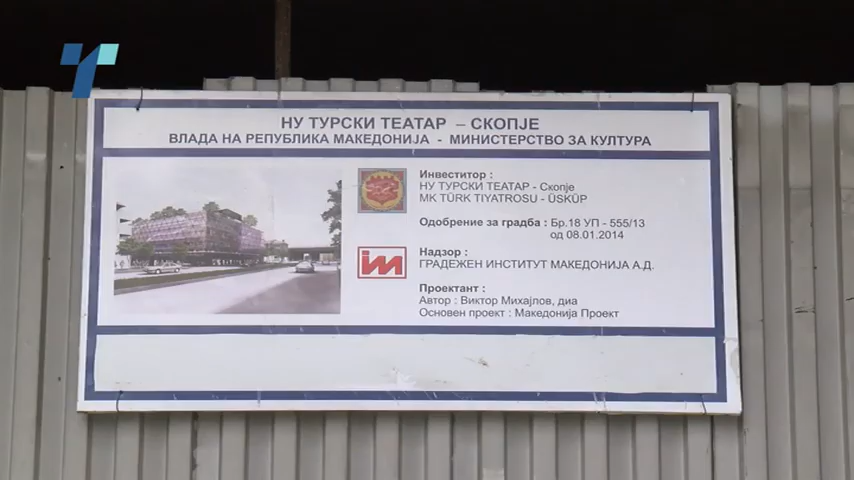 НУ ТУРСКИ ТЕАТАР – СКОПЈЕ
ВЛАДА НА РЕПУБЛИКА МАКЕДОНИЈА - МИНИСТЕРСТВО ЗА КУЛТУРА
Инвеститор :
НУ ТУРСКИ ТЕАТАР - Скопје
MK TÜRK TIYATROSU - ÜSKÜP
Одобрение за градба : Бр.18 УП - 555/13
од 08.01.2014
Надзор :
ГРАДЕЖЕН ИНСТИТУТ МАКЕДОНИЈА А.Д.
Проектант :
Автор : Виктор Михајлов, диа
Основен проект : Македонија Проект